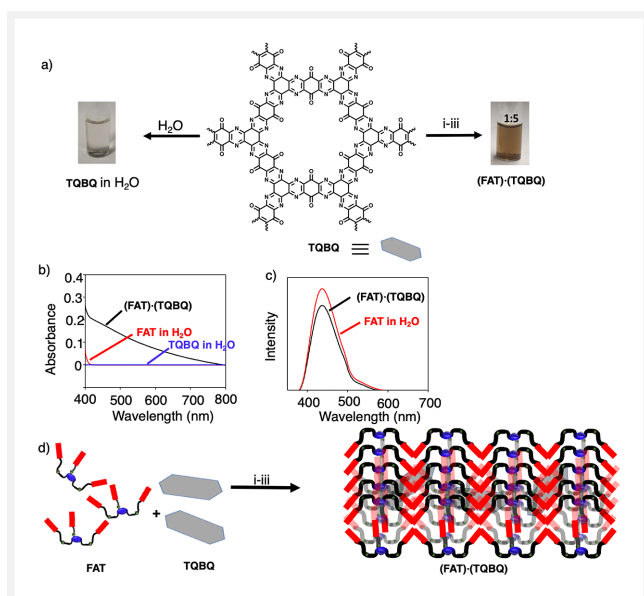 a)
H₂O
i-iii
1:5
TQBQ in H₂O
(FAT)·(TQBQ)
TQBQ ≡
b)
c)
Absorbance
0.4
0.3
0.2
0.1
0
(FAT)·(TQBQ)
FAT in H₂O
TQBQ in H₂O
400 500 600 700 800
Wavelength (nm)
Intensity
(FAT)·(TQBQ)
FAT in H₂O
400 500 600 700
Wavelength (nm)
d)
+
i-iii
FAT
TQBQ
(FAT)·(TQBQ)